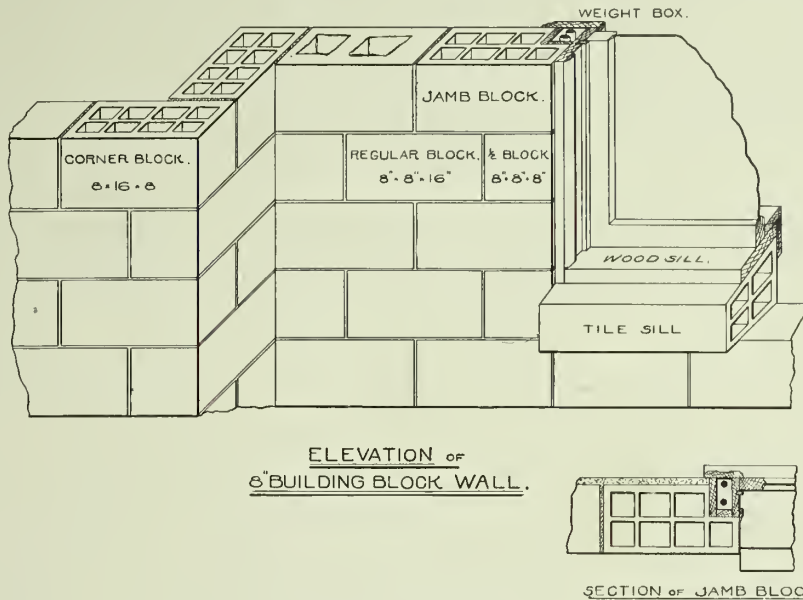 WEIGHT BOX.
JAMB BLOCK.
CORNER BLOCK.
8×16×8
REGULAR BLOCK.
8"×8"×16"
½ BLOCK
8"×8"×8"
WOOD SILL.
TILE SILL
ELEVATION OF
8" BUILDING BLOCK WALL.
SECTION OF JAMB BLOC